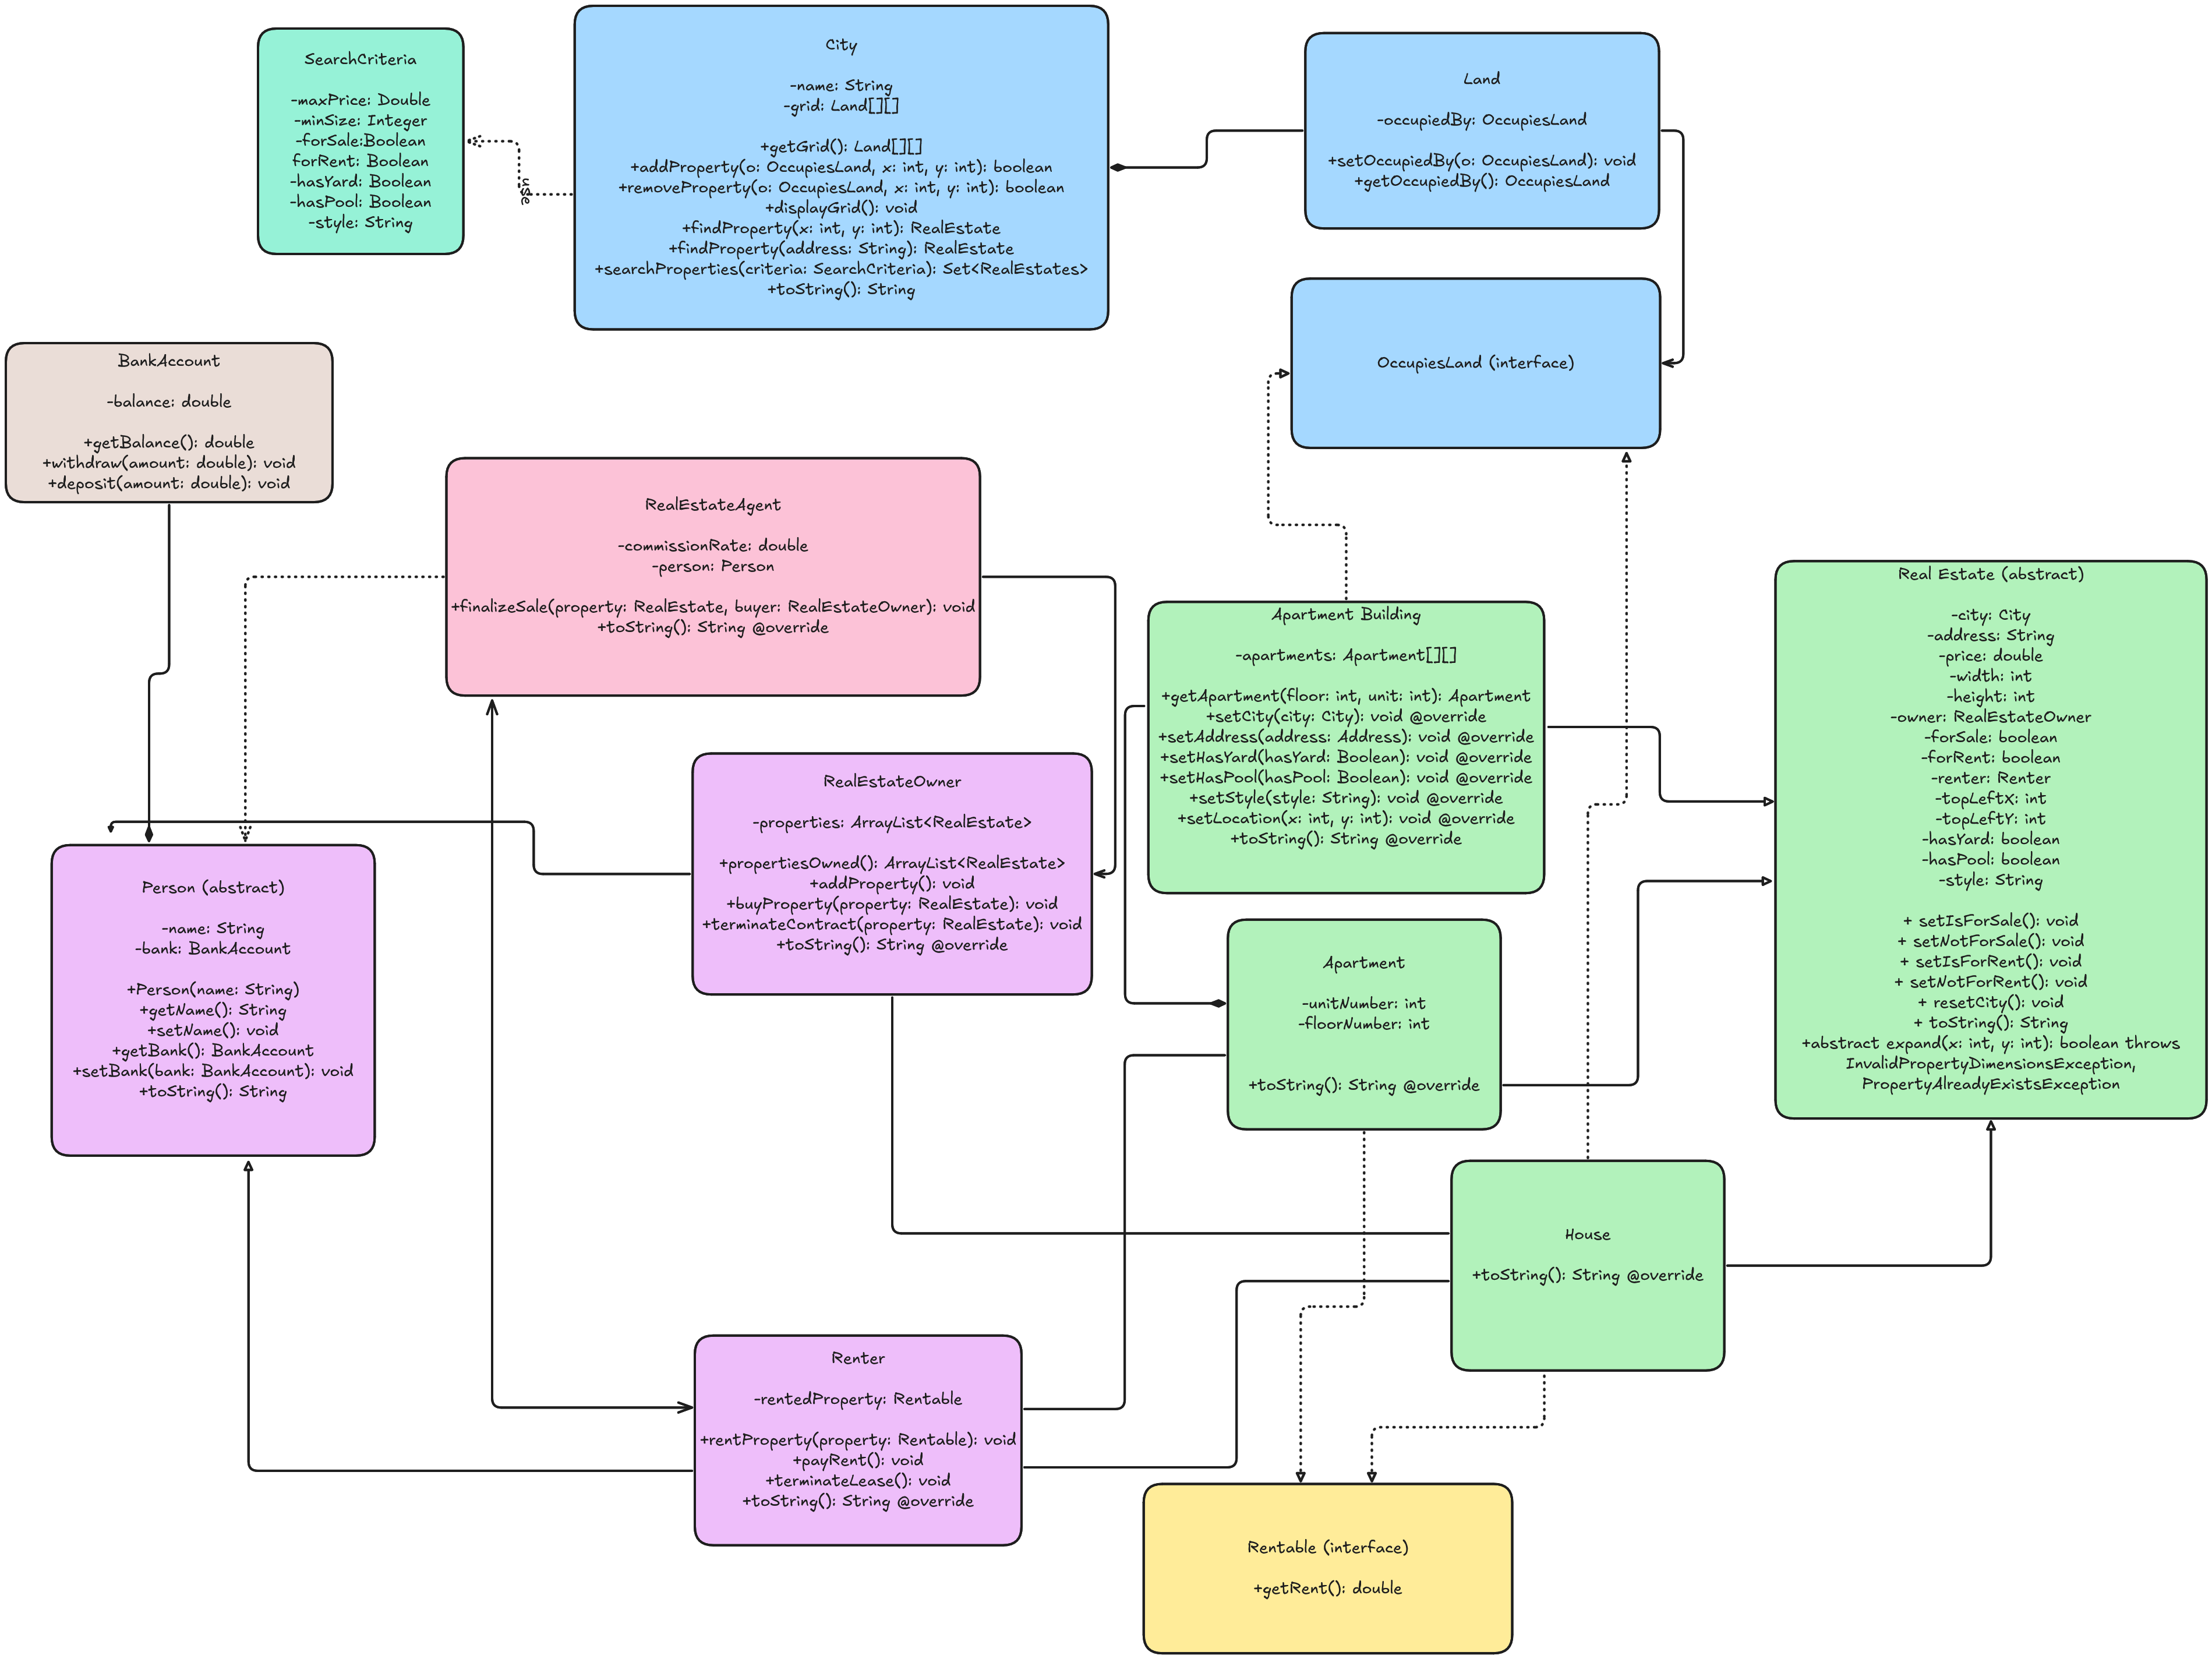 SearchCriteria
-maxPrice: Double
-minSize: Integer
-forSale:Boolean
forRent: Boolean
-hasYard: Boolean
-hasPool: Boolean
-style: String
use
City
-name: String
-grid: Land[][]
+getGrid(): Land[][]
+addProperty(o: OccupiesLand, x: int, y: int): boolean
+removeProperty(o: OccupiesLand, x: int, y: int): boolean
+displayGrid(): void
+findProperty(x: int, y: int): RealEstate
+findProperty(address: String): RealEstate
+searchProperties(criteria: SearchCriteria): Set<RealEstates>
+toString(): String
Land
-occupiedBy: OccupiesLand
+setOccupiedBy(o: OccupiesLand): void
+getOccupiedBy(): OccupiesLand
OccupiesLand (interface)
BankAccount
-balance: double
+getBalance(): double
+withdraw(amount: double): void
+deposit(amount: double): void
RealEstateAgent
-commissionRate: double
-person: Person
+finalizeSale(property: RealEstate, buyer: RealEstateOwner): void
+toString(): String @override
Apartment Building
-apartments: Apartment[][]
+getApartment(floor: int, unit: int): Apartment
+setCity(city: City): void @override
+setAddress(address: Address): void @override
+setHasYard(hasYard: Boolean): void @override
+setHasPool(hasPool: Boolean): void @override
+setStyle(style: String): void @override
+setLocation(x: int, y: int): void @override
+toString(): String @override
Real Estate (abstract)
-city: City
-address: String
-price: double
-width: int
-height: int
-owner: RealEstateOwner
-forSale: boolean
-forRent: boolean
-renter: Renter
-topLeftX: int
-topLeftY: int
-hasYard: boolean
-hasPool: boolean
-style: String
+ setIsForSale(): void
+ setNotForSale(): void
+ setIsForRent(): void
+ setNotForRent(): void
+ resetCity(): void
+ toString(): String
+abstract expand(x: int, y: int): boolean throws
InvalidPropertyDimensionsException,
PropertyAlreadyExistsException
RealEstateOwner
-properties: ArrayList<RealEstate>
+propertiesOwned(): ArrayList<RealEstate>
+addProperty(): void
+buyProperty(property: RealEstate): void
+terminateContract(property: RealEstate): void
+toString(): String @override
Person (abstract)
-name: String
-bank: BankAccount
+Person(name: String)
+getName(): String
+setName(): void
+getBank(): BankAccount
+setBank(bank: BankAccount): void
+toString(): String
Apartment
-unitNumber: int
-floorNumber: int
+toString(): String @override
House
+toString(): String @override
Renter
-rentedProperty: Rentable
+rentProperty(property: Rentable): void
+payRent(): void
+terminateLease(): void
+toString(): String @override
Rentable (interface)
+getRent(): double